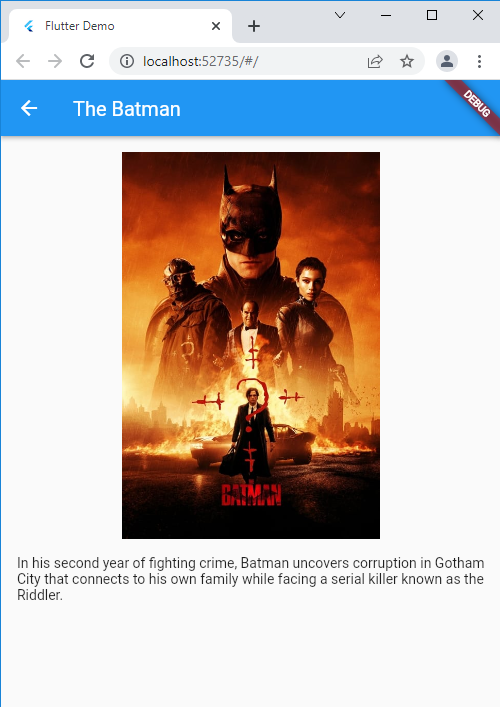 Flutter Demo
localhost:52735/#/
The Batman
DEBUG
BATMAN
In his second year of fighting crime, Batman uncovers corruption in Gotham
City that connects to his own family while facing a serial killer known as the
Riddler.